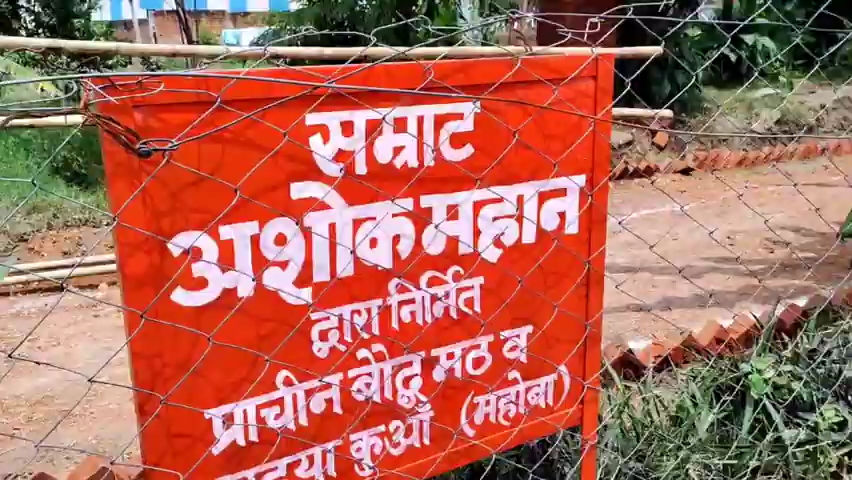 सम्राट
अशोक महान
द्वारा निर्मित
प्राचीन बौद्ध मठ व
कुआँ (महोबा)